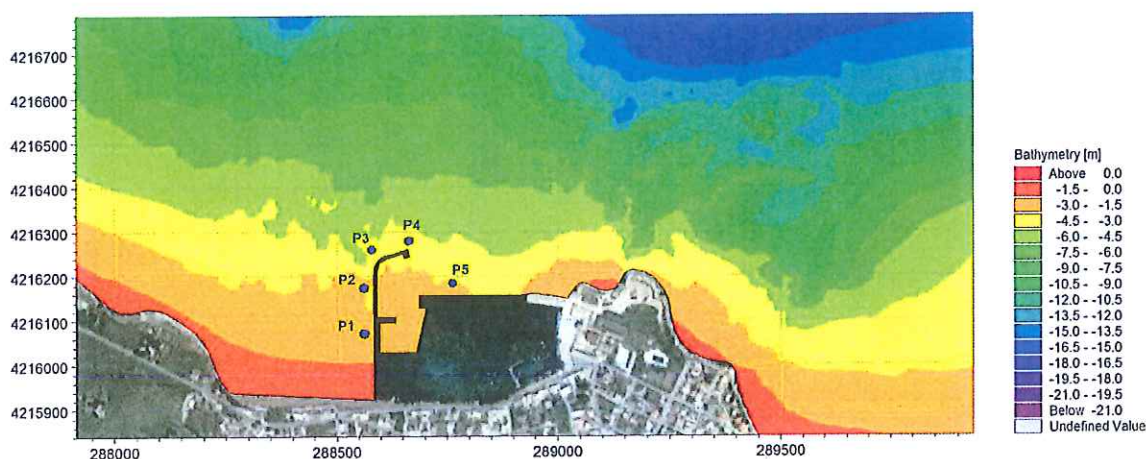 4216700
4216600
4216500
4216400
4216300
4216200
4216100
4216000
4215900
288000
288500
289000
289500
P3
P4
P2
P5
P1
Bathymetry [m]
Above 0.0
-1.5 - 0.0
-3.0 - -1.5
-4.5 - -3.0
-6.0 - -4.5
-7.5 - -6.0
-9.0 - -7.5
-10.5 - -9.0
-12.0 - -10.5
-13.5 - -12.0
-15.0 - -13.5
-16.5 - -15.0
-18.0 - -16.5
-19.5 - -18.0
-21.0 - -19.5
Below -21.0
Undefined Value